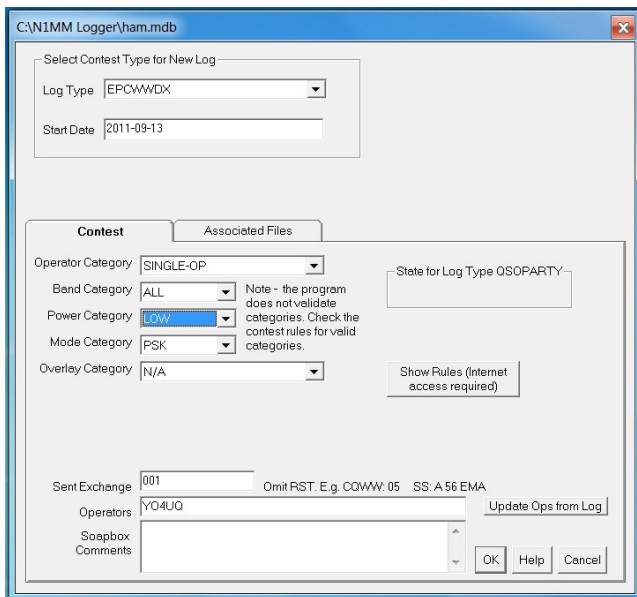 C:\N1MM Logger\ham.mdb
Select Contest Type for New Log
Log Type EPCWWDX
Start Date 2011-09-13
Contest Associated Files
Operator Category SINGLE-OP
State for Log Type QSOPARTY
Band Category ALL
Note - the program
does not validate
Power Category LOW
categories. Check the
contest rules for valid
Mode Category PSK
categories.
Overlay Category N/A
Show Rules (Internet
access required)
Sent Exchange 001 Omit RST. E.g. CQWW: 05 SS: A 56 EMA
Operators YO4UQ Update Ops from Log
Soapbox
Comments
OK Help Cancel